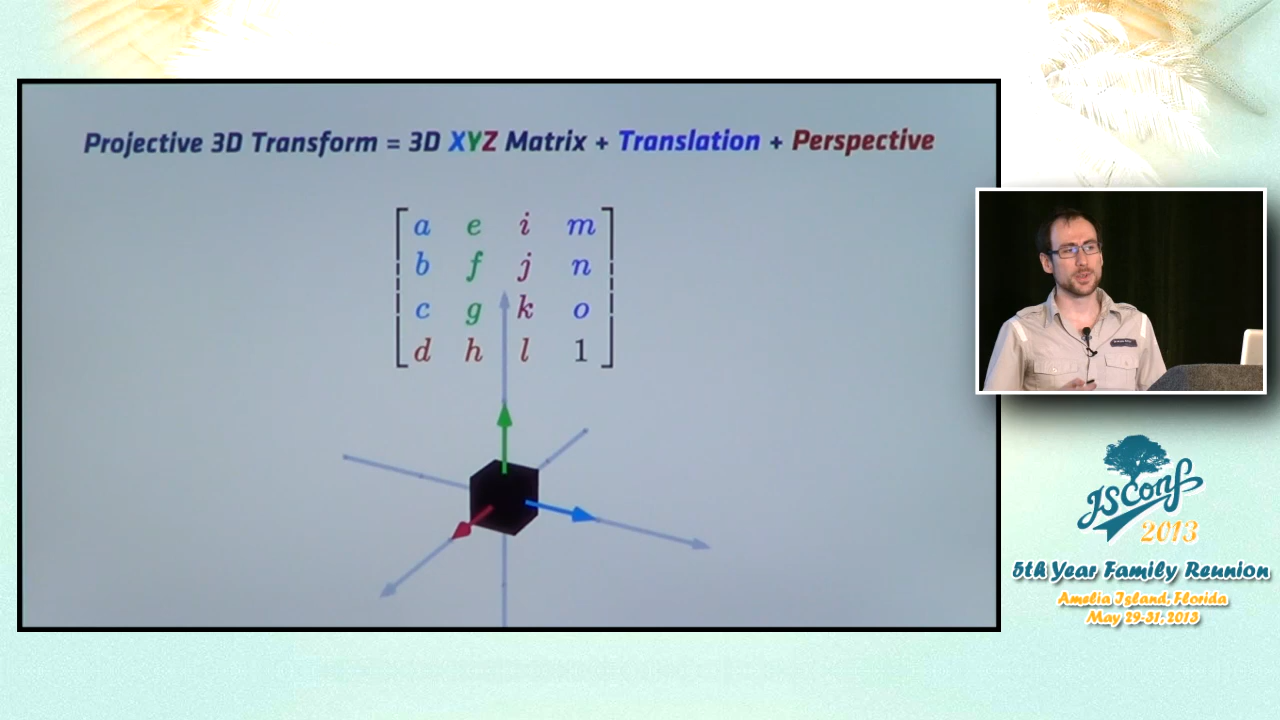 Projective 3D Transform = 3D XYZ Matrix + Translation + Perspective
a e i m
b f j n
c g k o
d h l 1
JSConf
2013
5th Year Family Reunion
Amelia Island, Florida
May 29-31, 2013